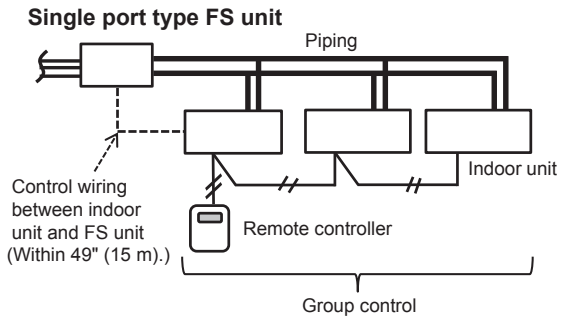 Single port type FS unit
Piping
Indoor unit
Control wiring
between indoor
unit and FS unit
(Within 49" (15 m).)
Remote controller
Group control